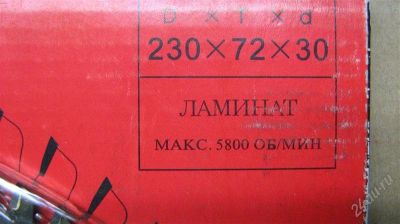 D × T × d
230×72×30
ЛАМИНАТ
МАКС. 5800 ОБ/МИН